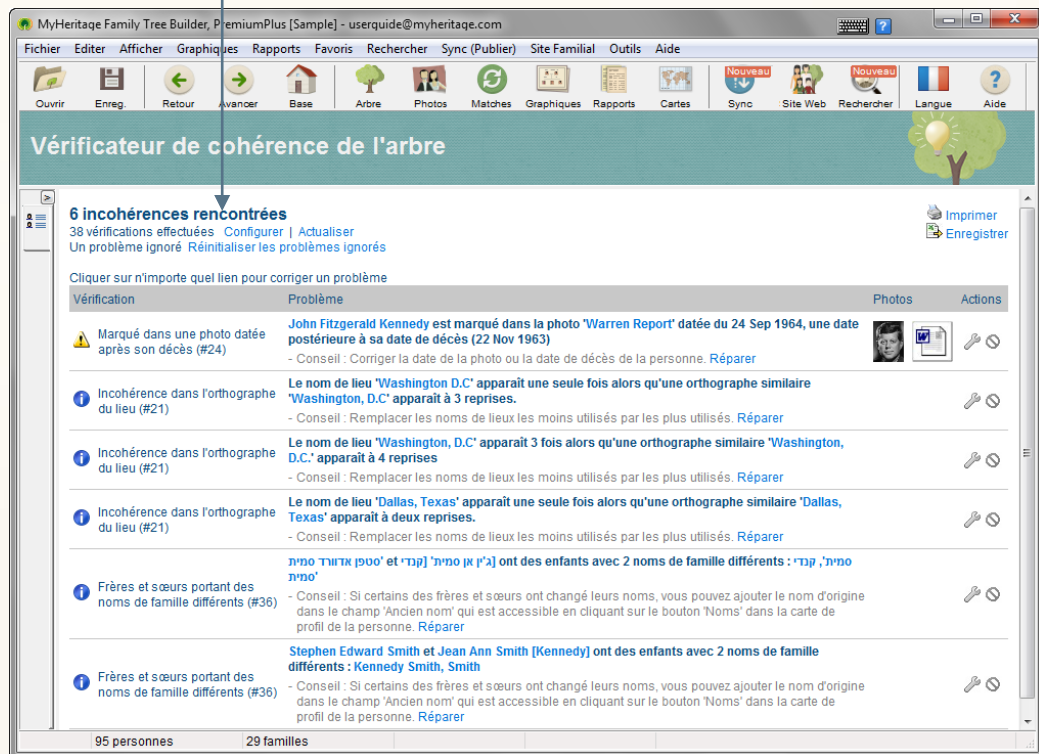 MyHeritage Family Tree Builder, PremiumPlus [Sample] - userquide@myheritage.com
Fichier Editer Afficher Graphiques Rapports Favoris Rechercher Sync (Publier) Site Familial Outils Aide
Nouveau Nouveau
Ouvrir Enreg. Retour Avancer Base Arbre Photos Matches Graphiques Rapports Cartes Sync Site Web Rechercher Langue Aide
Vérificateur de cohérence de l'arbre
6 incohérences rencontrées
38 vérifications effectuées Configurer | Actualiser
Un problème ignoré Réinitialiser les problèmes ignorés
Imprimer
Enregistrer
Cliquer sur n'importe quel lien pour corriger un problème
Vérification Problème Photos Actions
Marqué dans une photo datée
après son décès (#24)
John Fitzgerald Kennedy est marqué dans la photo 'Warren Report' datée du 24 Sep 1964, une date
postérieure à sa date de décès (22 Nov 1963)
- Conseil : Corriger la date de la photo ou la date de décès de la personne. Réparer
Incohérence dans l'orthographe
du lieu (#21)
Le nom de lieu 'Washington D.C' apparaît une seule fois alors qu'une orthographe similaire
'Washington, D.C' apparaît à 3 reprises.
- Conseil : Remplacer les noms de lieux les moins utilisés par les plus utilisés. Réparer
Incohérence dans l'orthographe
du lieu (#21)
Le nom de lieu 'Washington, D.C' apparaît 3 fois alors qu'une orthographe similaire 'Washington,
D.C.' apparaît à 4 reprises
- Conseil : Remplacer les noms de lieux les moins utilisés par les plus utilisés. Réparer
Incohérence dans l'orthographe
du lieu (#21)
Le nom de lieu 'Dallas, Texas' apparaît une seule fois alors qu'une orthographe similaire 'Dallas,
Texas' apparaît à deux reprises.
- Conseil : Remplacer les noms de lieux les moins utilisés par les plus utilisés. Réparer
Frères et sœurs portant des
noms de famille différents (#36)
סטפן אדוורד סמית' et [קנדי] 'ג'ין אן סמית ont des enfants avec 2 noms de famille différents : סמית', קנדי
סמית'
- Conseil : Si certains des frères et sœurs ont changé leurs noms, vous pouvez ajouter le nom d'origine
dans le champ 'Ancien nom' qui est accessible en cliquant sur le bouton 'Noms' dans la carte de
profil de la personne. Réparer
Frères et sœurs portant des
noms de famille différents (#36)
Stephen Edward Smith et Jean Ann Smith [Kennedy] ont des enfants avec 2 noms de famille
différents : Kennedy Smith, Smith
- Conseil : Si certains des frères et sœurs ont changé leurs noms, vous pouvez ajouter le nom d'origine
dans le champ 'Ancien nom' qui est accessible en cliquant sur le bouton 'Noms' dans la carte de
profil de la personne. Réparer
95 personnes 29 familles